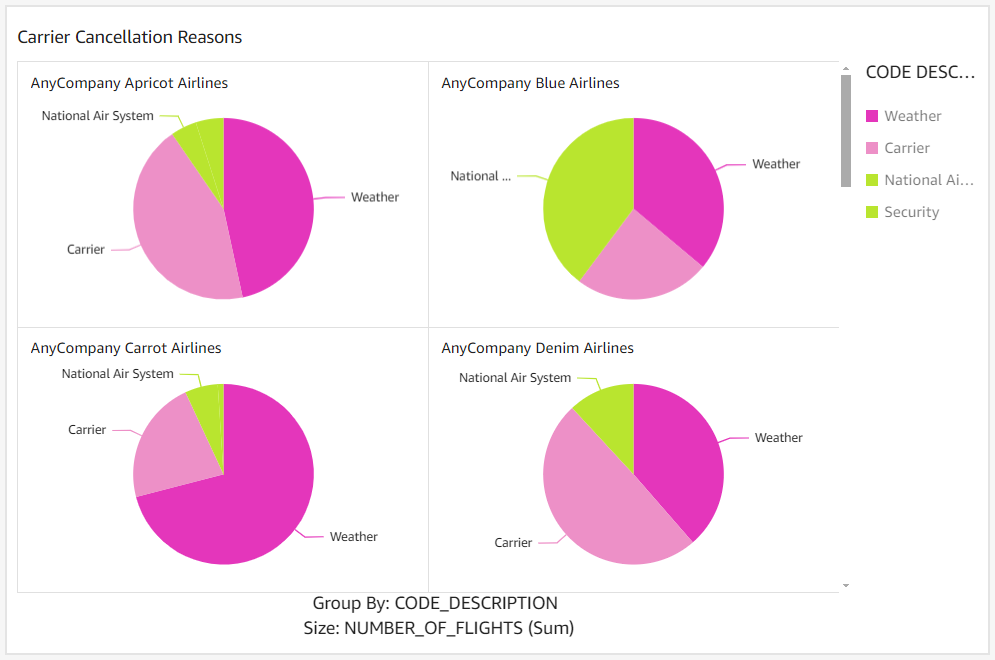 Carrier Cancellation Reasons
AnyCompany Apricot Airlines
National Air System
Weather
Carrier
AnyCompany Blue Airlines
Weather
National ...
AnyCompany Carrot Airlines
National Air System
Carrier
Weather
AnyCompany Denim Airlines
National Air System
Weather
Carrier
CODE DESC...
Weather
Carrier
National Ai...
Security
Group By: CODE_DESCRIPTION
Size: NUMBER_OF_FLIGHTS (Sum)